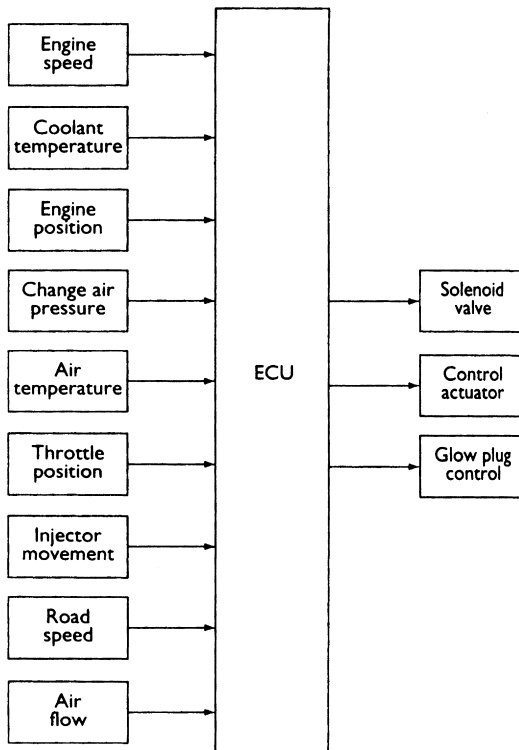 Engine
speed
Coolant
temperature
Engine
position
Change air
pressure
Air
temperature
Throttle
position
Injector
movement
Road
speed
Air
flow
ECU
Solenoid
valve
Control
actuator
Glow plug
control